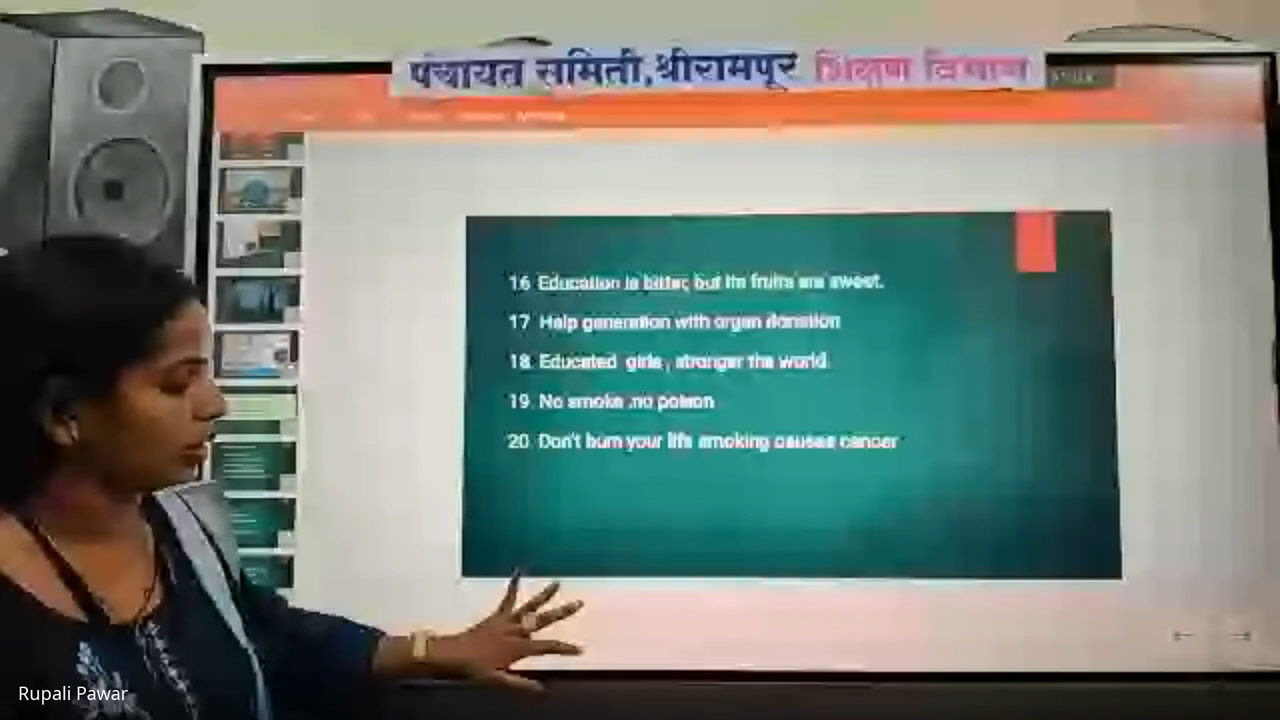 पंचायत समिती,श्रीरामपूर शिक्षण विभाग
16 Education is bitter, but its fruits are sweet.
17 Help generation with organ donation
18. Educated girls , stronger the world.
19. No smoke .no poison
20. Don't burn your life smoking causes cancer
Rupali Pawar